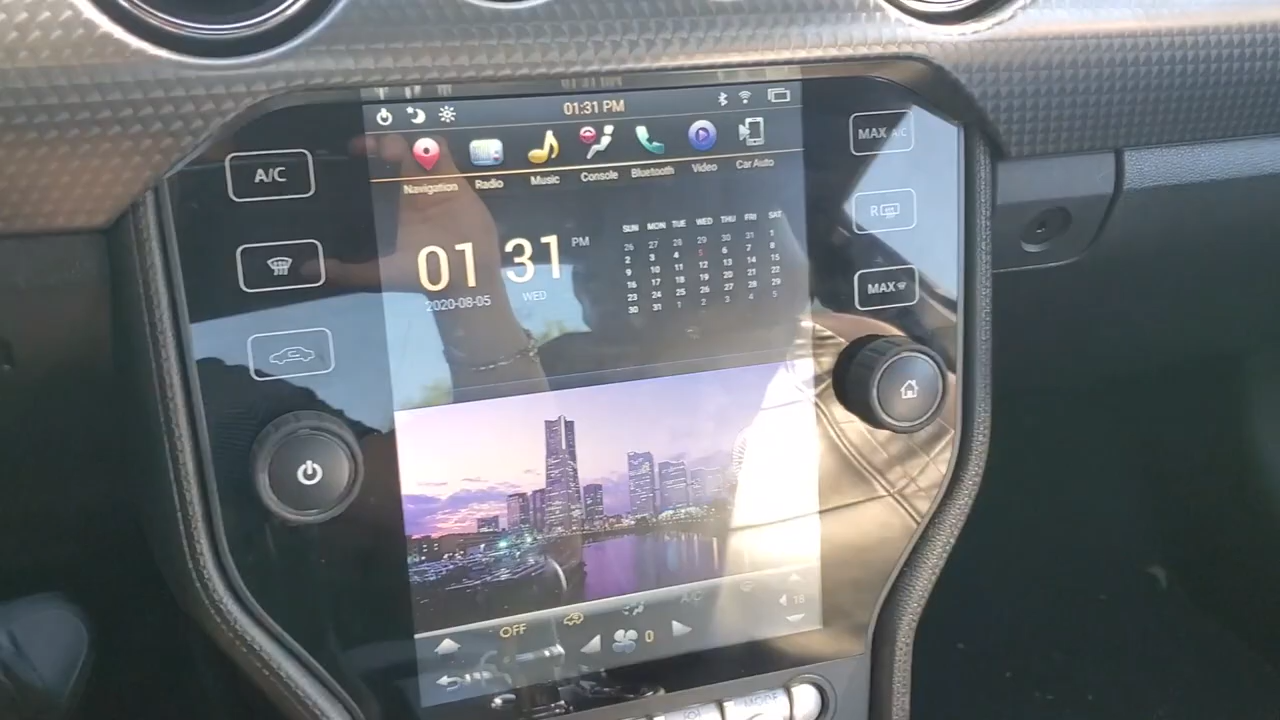 01:31 PM
A/C
MAX A/C
Navigation Radio Music Console Bluetooth Video Car Auto
R
MAX
01 31 PM
2020-08-05 WED
SUN MON TUE WED THU FRI SAT
26 27 28 29 30 31 1
2 3 4 5 6 7 8
9 10 11 12 13 14 15
16 17 18 19 20 21 22
23 24 25 26 27 28 29
30 31 1 2 3 4 5
OFF A/C
0 18
MODE